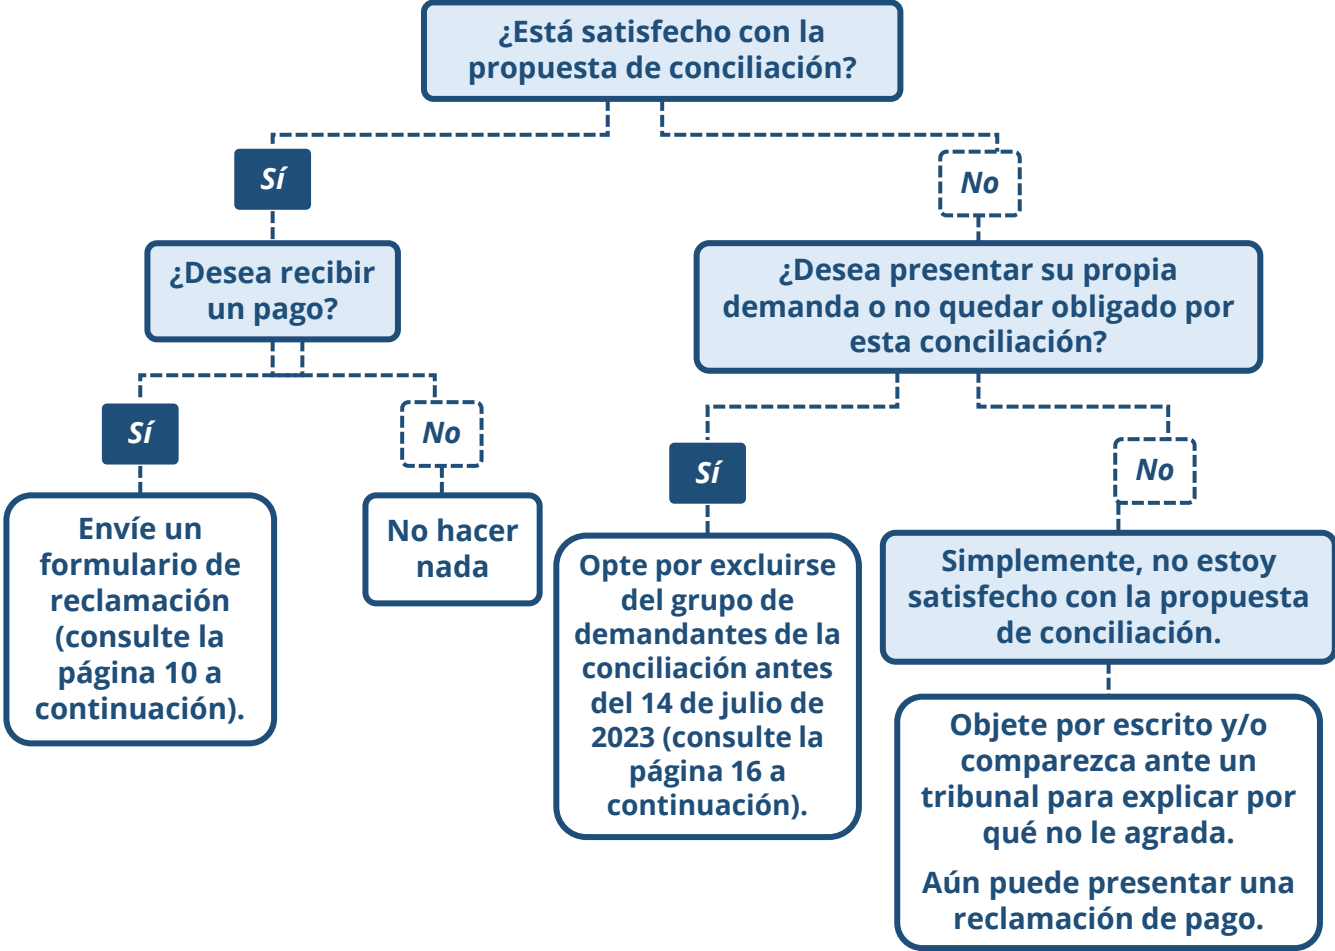 ¿Está satisfecho con la
propuesta de conciliación?
Sí
No
¿Desea recibir
un pago?
¿Desea presentar su propia
demanda o no quedar obligado por
esta conciliación?
Sí
No
Sí
No
Envíe un
formulario de
reclamación
(consulte la
página 10 a
continuación).
No hacer
nada
Opte por excluirse
del grupo de
demandantes de la
conciliación antes
del 14 de julio de
2023 (consulte la
página 16 a
continuación).
Simplemente, no estoy
satisfecho con la propuesta
de conciliación.
Objete por escrito y/o
comparezca ante un
tribunal para explicar por
qué no le agrada.
Aún puede presentar una
reclamación de pago.